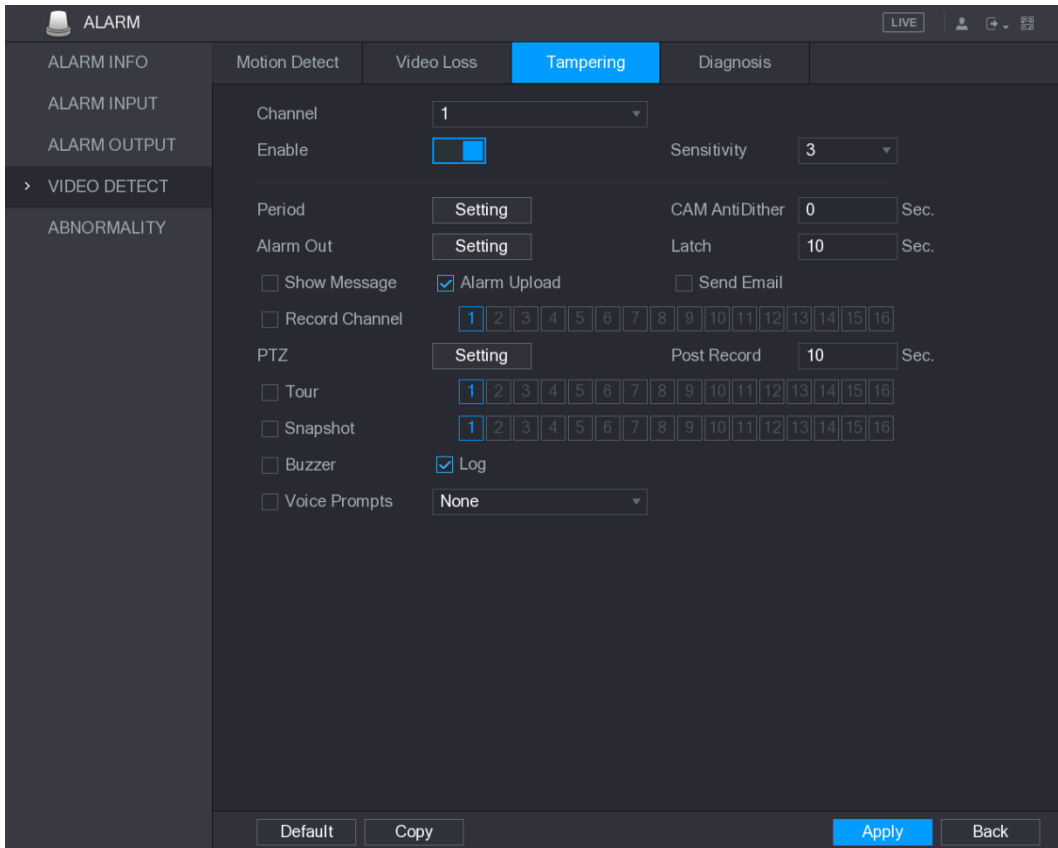 ALARM LIVE
ALARM INFO
ALARM INPUT
ALARM OUTPUT
VIDEO DETECT
ABNORMALITY
Motion Detect Video Loss Tampering Diagnosis
Channel 1
Enable Sensitivity 3
Period Setting CAM AntiDither 0 Sec.
Alarm Out Setting Latch 10 Sec.
Show Message Alarm Upload Send Email
Record Channel 1 2 3 4 5 6 7 8 9 10 11 12 13 14 15 16
PTZ Setting Post Record 10 Sec.
Tour 1 2 3 4 5 6 7 8 9 10 11 12 13 14 15 16
Snapshot 1 2 3 4 5 6 7 8 9 10 11 12 13 14 15 16
Buzzer Log
Voice Prompts None
Default Copy Apply Back